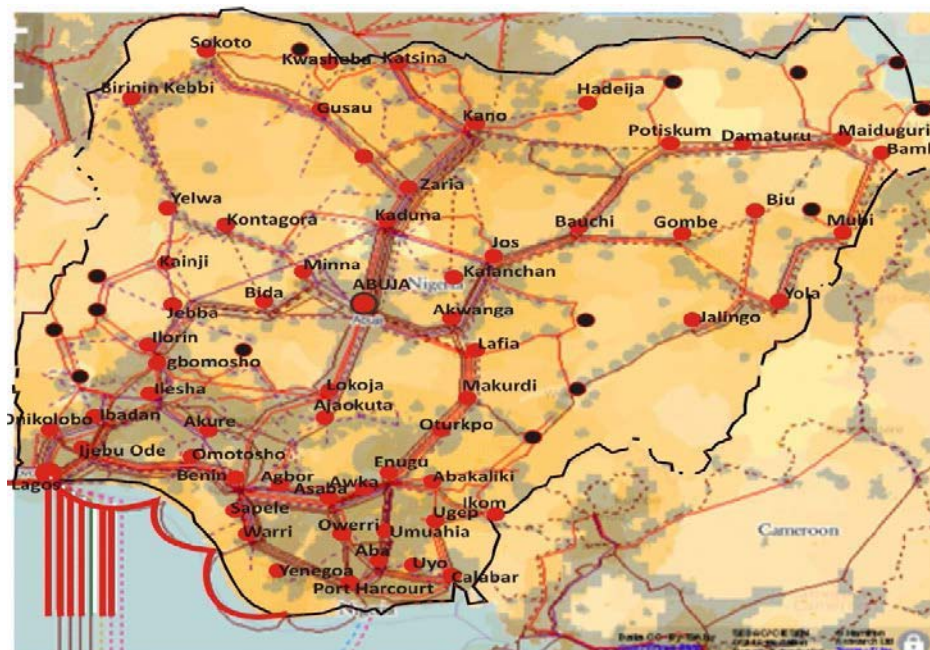 Sokoto
Kwasheba
Katsina
Birinin Kebbi
Hadeija
Gusau
Kano
Potiskum
Damaturu
Maiduguri
Zaria
Yelwa
Kontagora
Kaduna
Bauchi
Gombe
Biu
Mubi
Jos
Kainji
Minna
Kafanchan
Nigeria
ABUJA
Bida
Jebba
Yola
Akwanga
Jalingo
Abuja
Ilorin
gbomosho
Lafia
Ilesha
Lokoja
Makurdi
Onikolobo
Ibadan
Akure
Ajaokuta
Oturkpo
Ijebu Ode
Omotosho
Enugu
Lagos
Benin
Agbor
Asaba
Awka
Abakaliki
Ikom
Sapele
Ugep
Warri
Owerri
Umuahia
Cameroon
Aba
Yenegoa
Uyo
Calabar
Port Harcourt